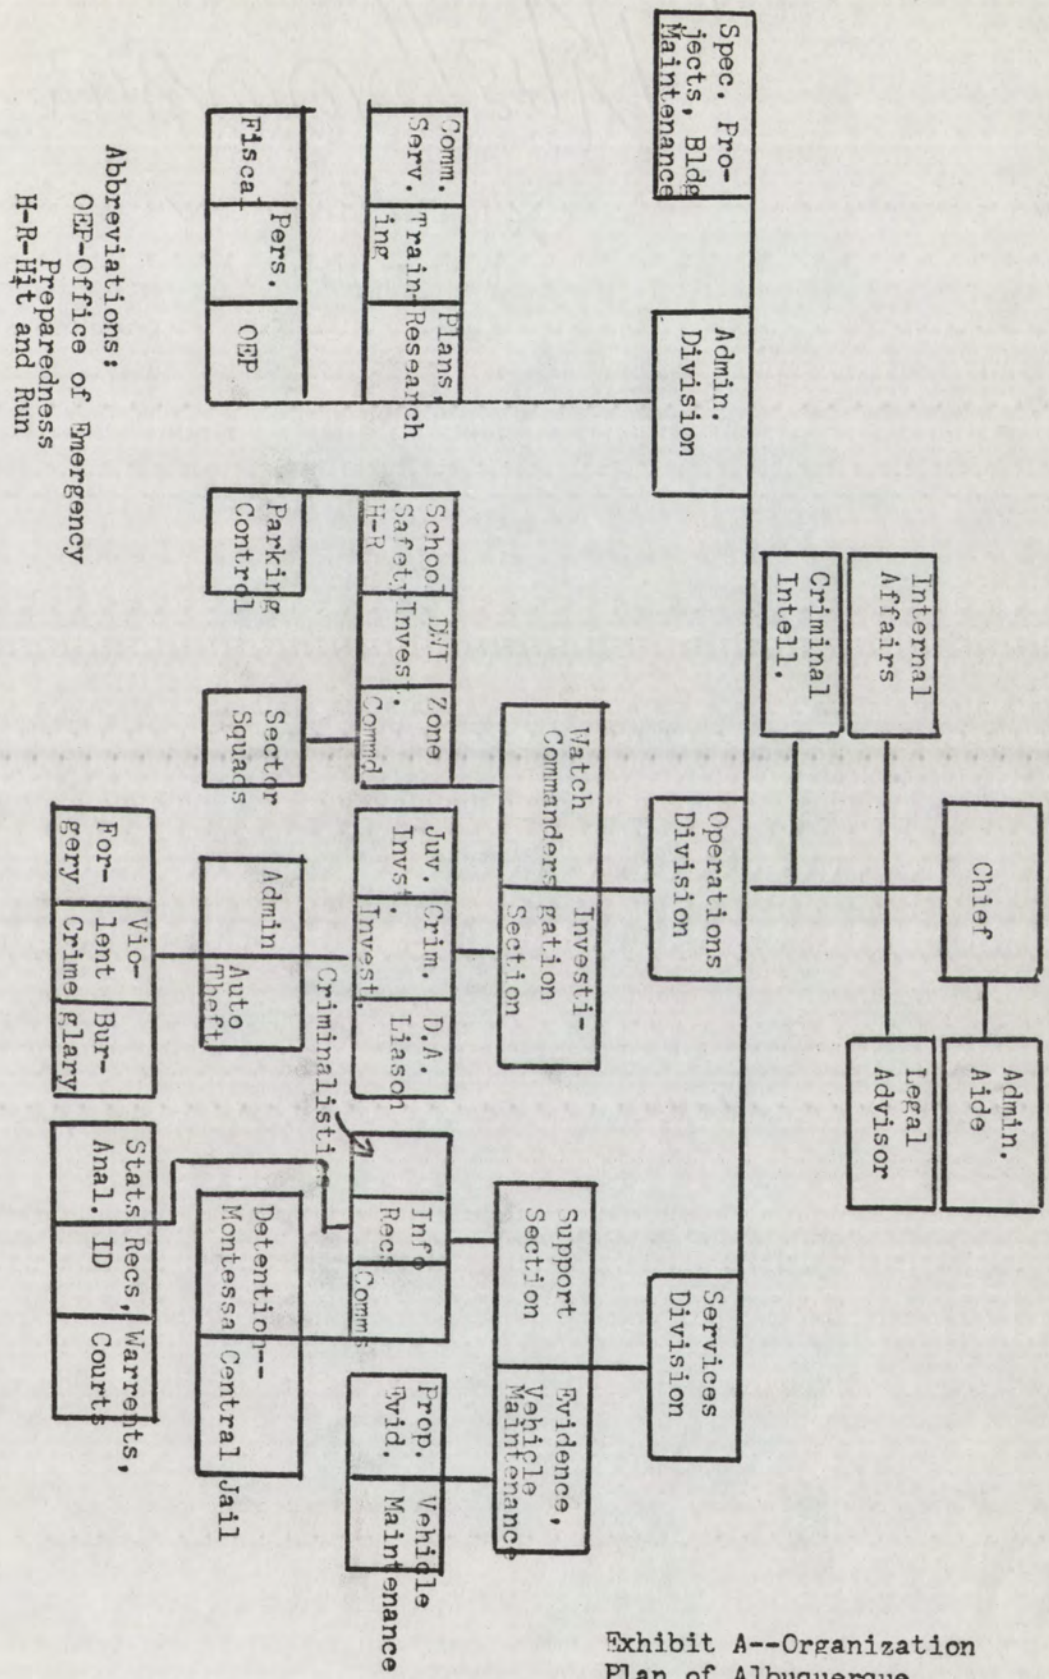 Chief
Admin.
Aide
Internal
Affairs
Legal
Advisor
Criminal
Intell.
Spec. Pro-
jects, Bldg
Maintenance
Admin.
Division
Operations
Division
Services
Division
Watch
Commanders
Investi-
gation
Section
Support
Section
Evidence,
Vehicle
Maintenance
Comm.
Serv.
Train-
ing
Plans,
Research
School
Safety
H-R
DWI
Invest.
Zone
Commd.
Juv.
Invst.
Crim.
Invest.
D.A.
Liason
Criminalistics
Info
Recs
Comms
Prop.
Evid.
Vehicle
Maintenance
Fiscal
Pers.
OEP
Parking
Control
Sector
Squads
Admin
Auto
Theft
Detention--
Montessa Central Jail
For-
gery
Vio-
lent
Crime
Bur-
glary
Stats
Anal.
Recs,
ID
Warrents,
Courts
Abbreviations:
OEP-Office of Emergency
Preparedness
H-R-Hit and Run
Exhibit A--Organization
Plan of Albuquerque